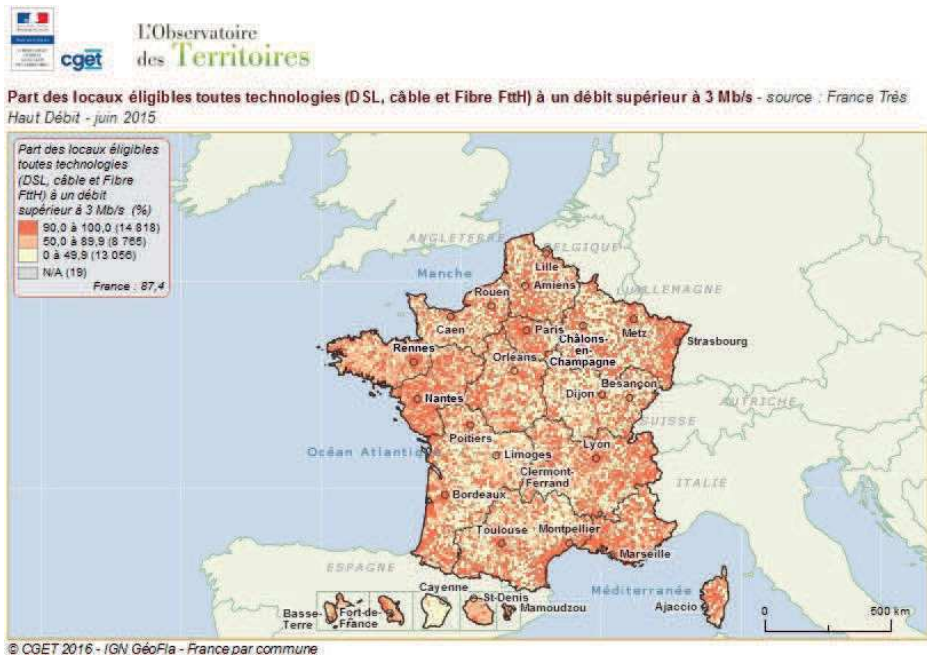 cget
L'Observatoire
des Territoires
Part des locaux éligibles toutes technologies (DSL, câble et Fibre FttH) à un débit supérieur à 3 Mb/s - source : France Très
Haut Débit - juin 2015
Part des locaux éligibles
toutes technologies
(DSL, câble et Fibre
FttH) à un débit
supérieur à 3 Mb/s (%)
90,0 à 100,0 (14 818)
50,0 à 89,9 (8 765)
0 à 49,9 (13 056)
N/A (19)
France : 87,4
ANGLETERRE
BELGIQUE
Manche
Lille
Amiens
LU
ALLEMAGNE
Rouen
Caen
Paris
Metz
Châlons-
en-
Champagne
Strasbourg
Rennes
Orléans
Besançon
Dijon
AUTRICHE
Nantes
SUISSE
Poitiers
Lyon
Océan Atlantique
Limoges
Clermont-
Ferrand
ITALIE
Bordeaux
Toulouse
Montpellier
Marseille
ESPAGNE
Cayenne
Méditerranée
St-Denis
Basse-
Terre
Fort-de-
France
Mamoudzou
Ajaccio
0
500 km
© CGET 2016 - IGN GéoFla - France par commune